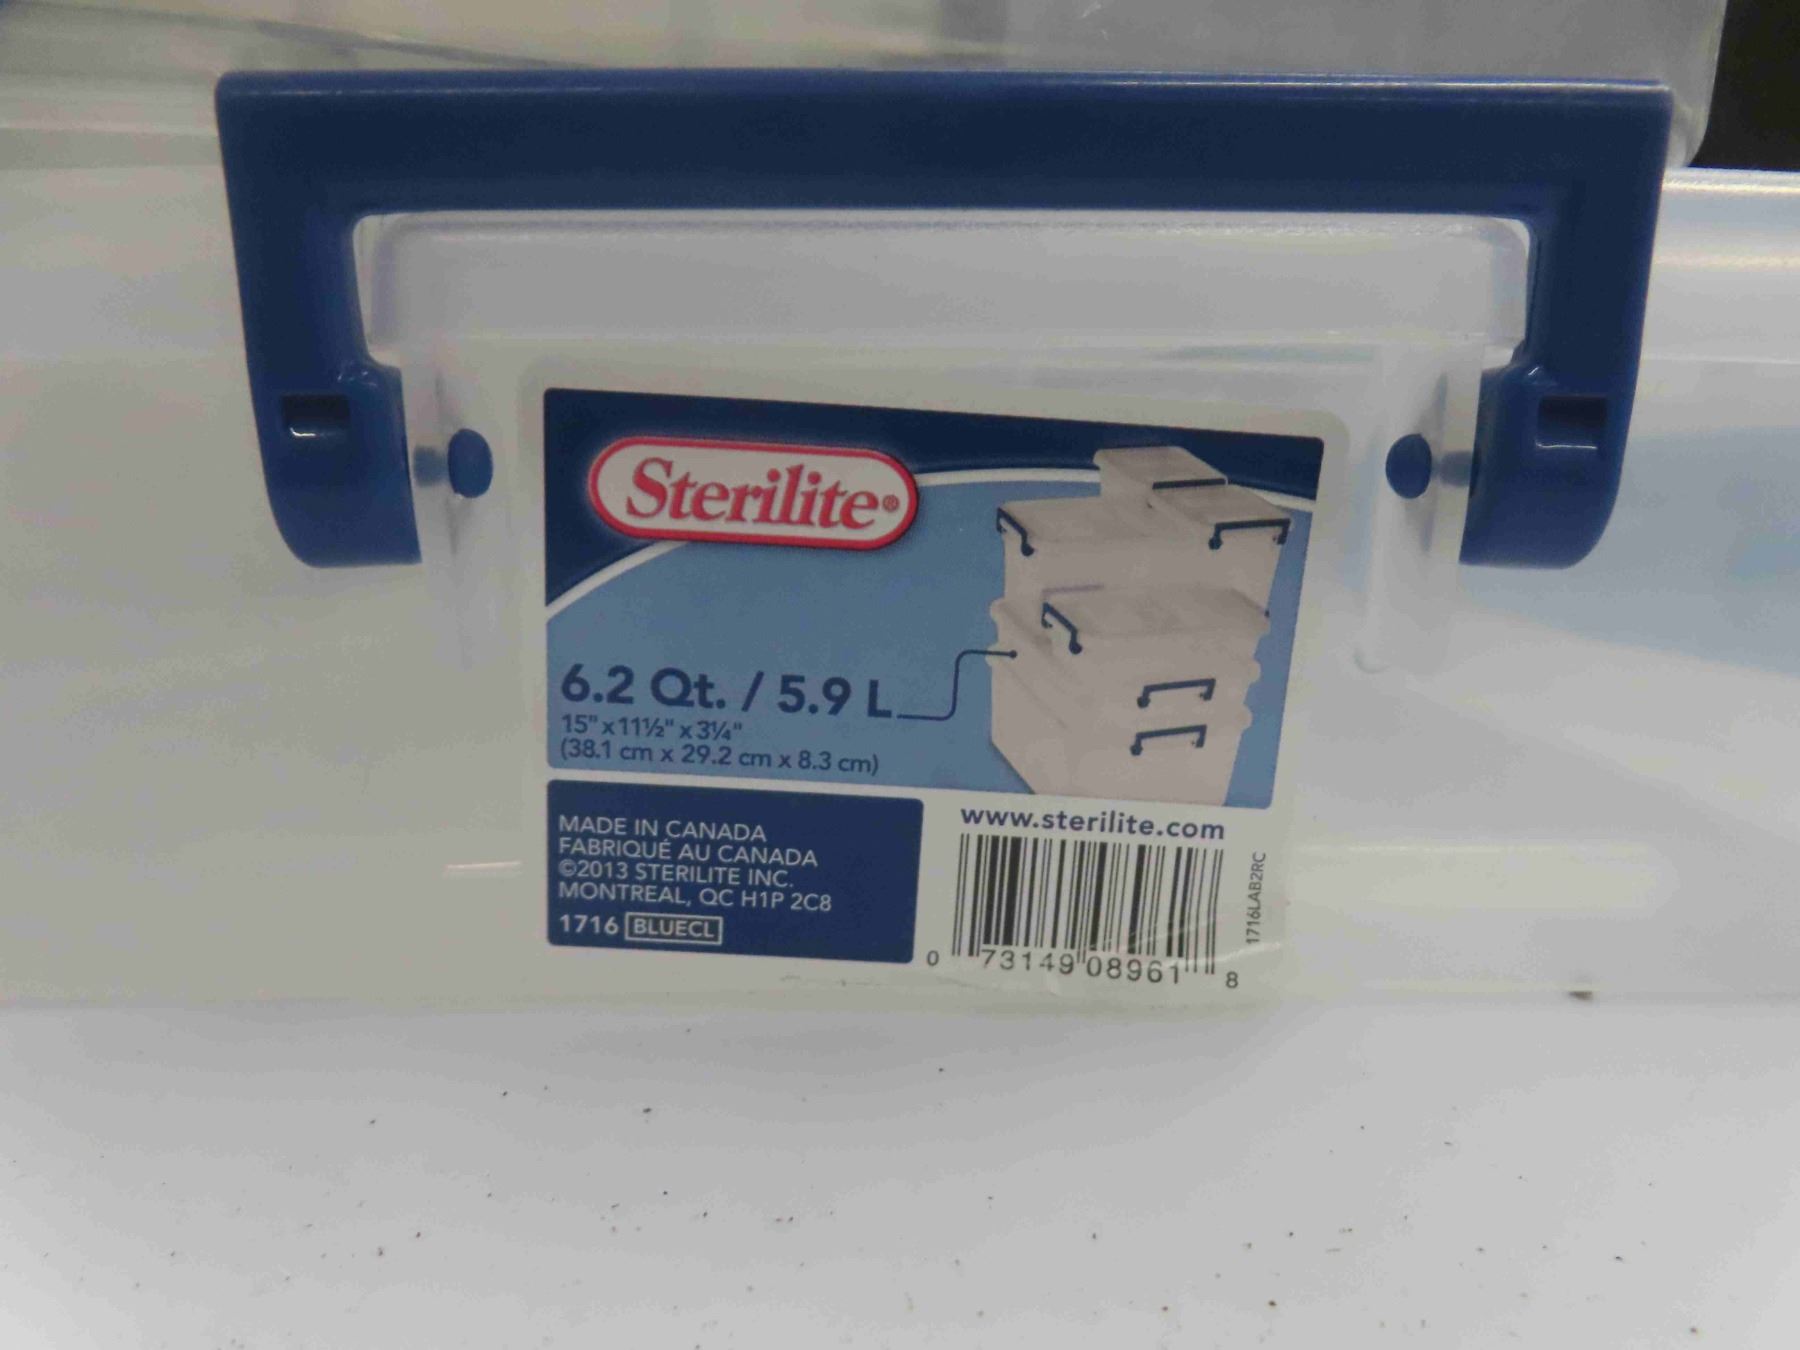 Sterilite®
6.2 Qt. / 5.9 L
15" x 11½" x 3¼"
(38.1 cm x 29.2 cm x 8.3 cm)
MADE IN CANADA
FABRIQUÉ AU CANADA
©2013 STERILITE INC.
MONTREAL, QC H1P 2C8
1716 BLUECL
www.sterilite.com
0 73149 08961 8
1716LAB2RC